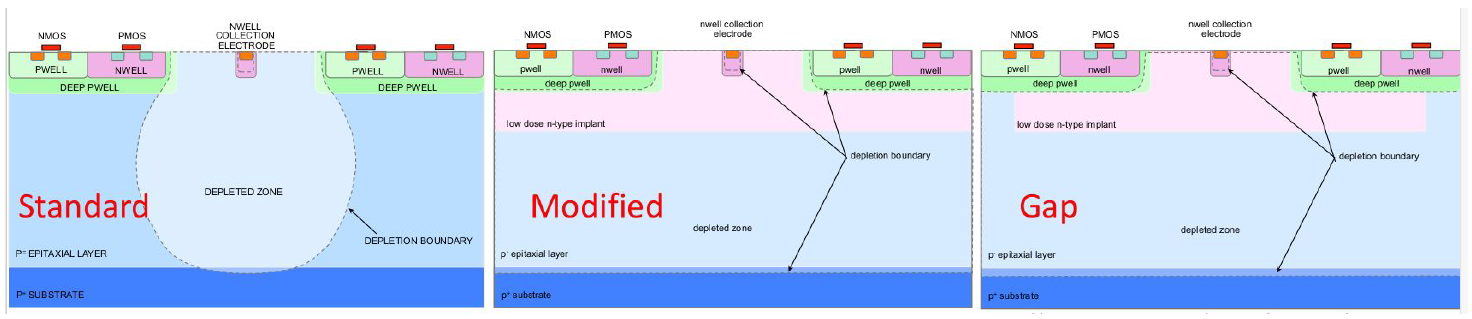 NMOS PMOS NWELL
COLLECTION
ELECTRODE
PWELL NWELL PWELL NWELL
DEEP PWELL DEEP PWELL
DEPLETED ZONE
Standard
DEPLETION BOUNDARY
P= EPITAXIAL LAYER
P+ SUBSTRATE
nwell collection
electrode
NMOS PMOS
pwell nwell pwell nwell
deep pwell deep pwell
low dose n-type implant
depletion boundary
Modified
depleted zone
p- epitaxial layer
p+ substrate
nwell collection
electrode
NMOS PMOS
pwell nwell pwell nwell
deep pwell deep pwell
low dose n-type implant
depletion boundary
Gap
depleted zone
p- epitaxial layer
p+ substrate